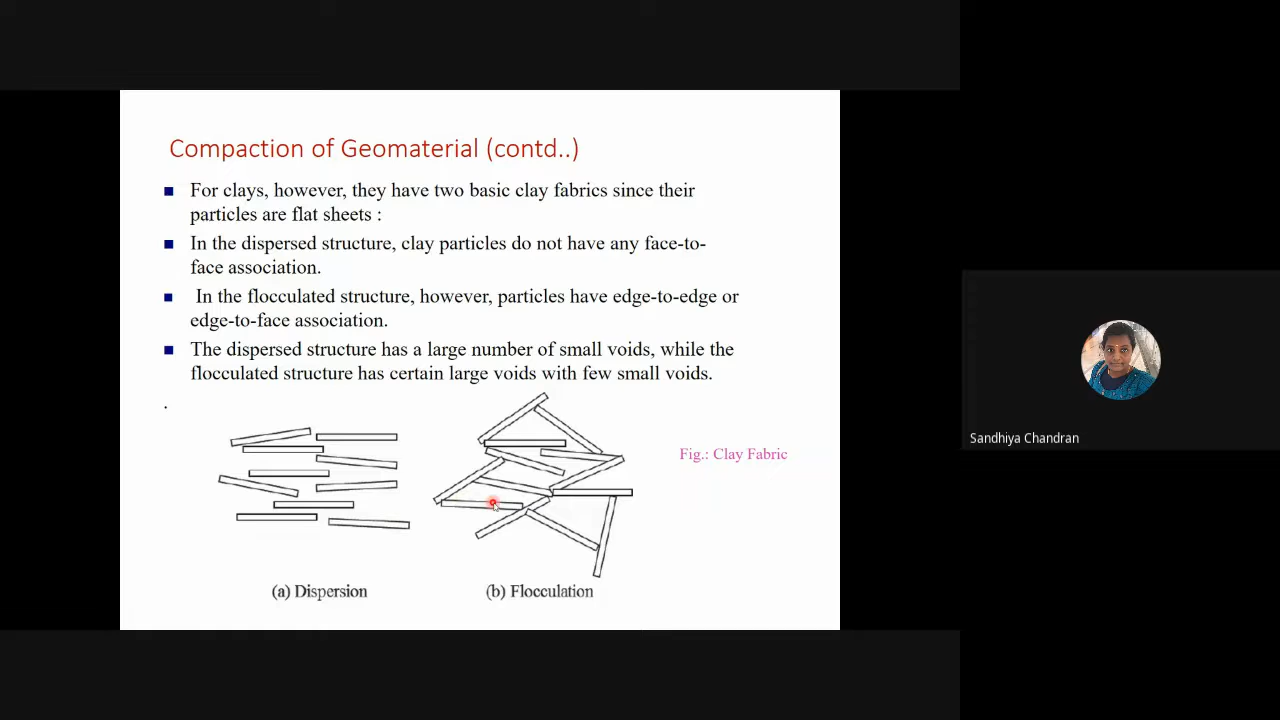 Compaction of Geomaterial (contd..)
For clays, however, they have two basic clay fabrics since their
particles are flat sheets :
In the dispersed structure, clay particles do not have any face-to-
face association.
In the flocculated structure, however, particles have edge-to-edge or
edge-to-face association.
The dispersed structure has a large number of small voids, while the
flocculated structure has certain large voids with few small voids.
.
Fig.: Clay Fabric
(a) Dispersion
(b) Flocculation
Sandhiya Chandran